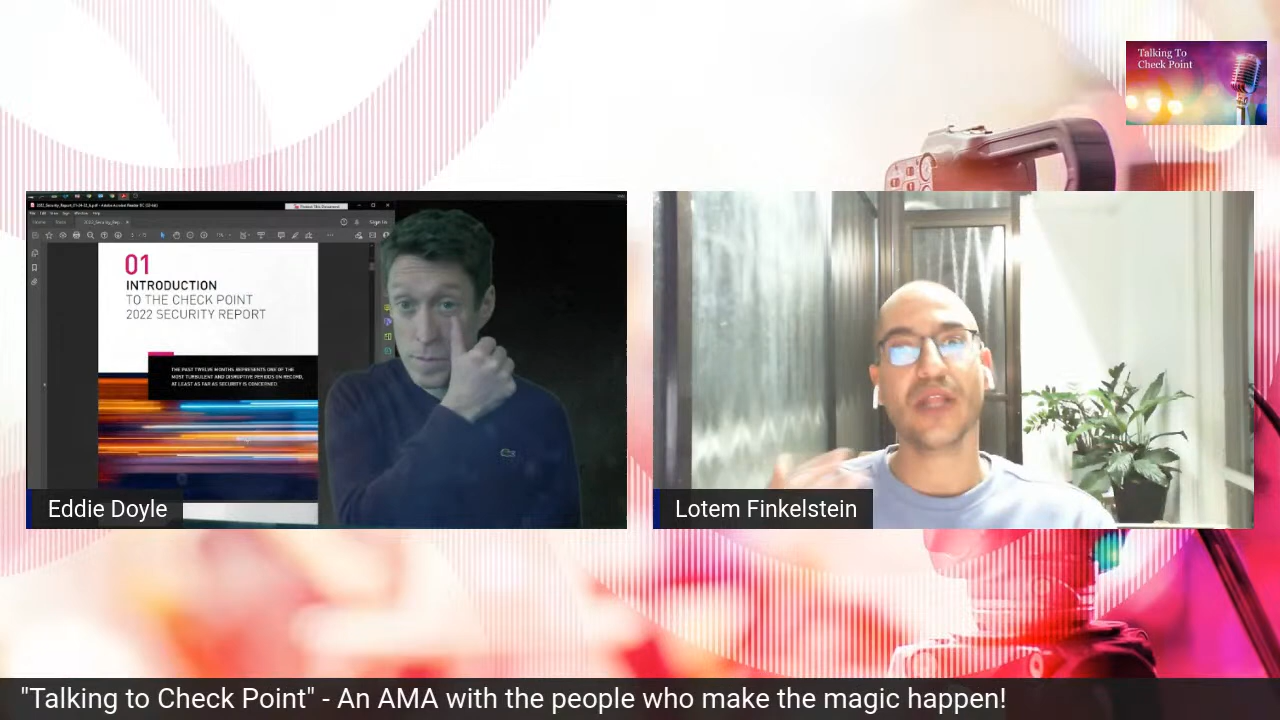 Talking To
Check Point
01
INTRODUCTION
TO THE CHECK POINT
2022 SECURITY REPORT
THE PAST TWELVE MONTHS REPRESENTS ONE OF THE
MOST TURBULENT AND DISRUPTIVE PERIODS ON RECORD,
AT LEAST AS FAR AS SECURITY IS CONCERNED
Eddie Doyle
Lotem Finkelstein
"Talking to Check Point" - An AMA with the people who make the magic happen!